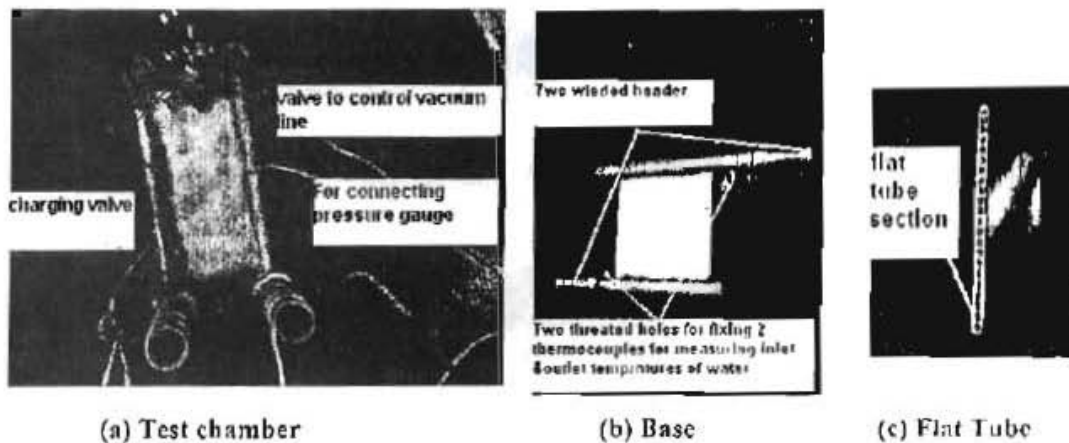 valve to control vacuum
line
charging valve
For connecting
pressure gauge
(a) Test chamber
Two wieded header
Two threated holes for fixing 2
thermocouples for measuring inlet
&outlet tempratures of water
(b) Base
flat
tube
section
(c) Flat Tube